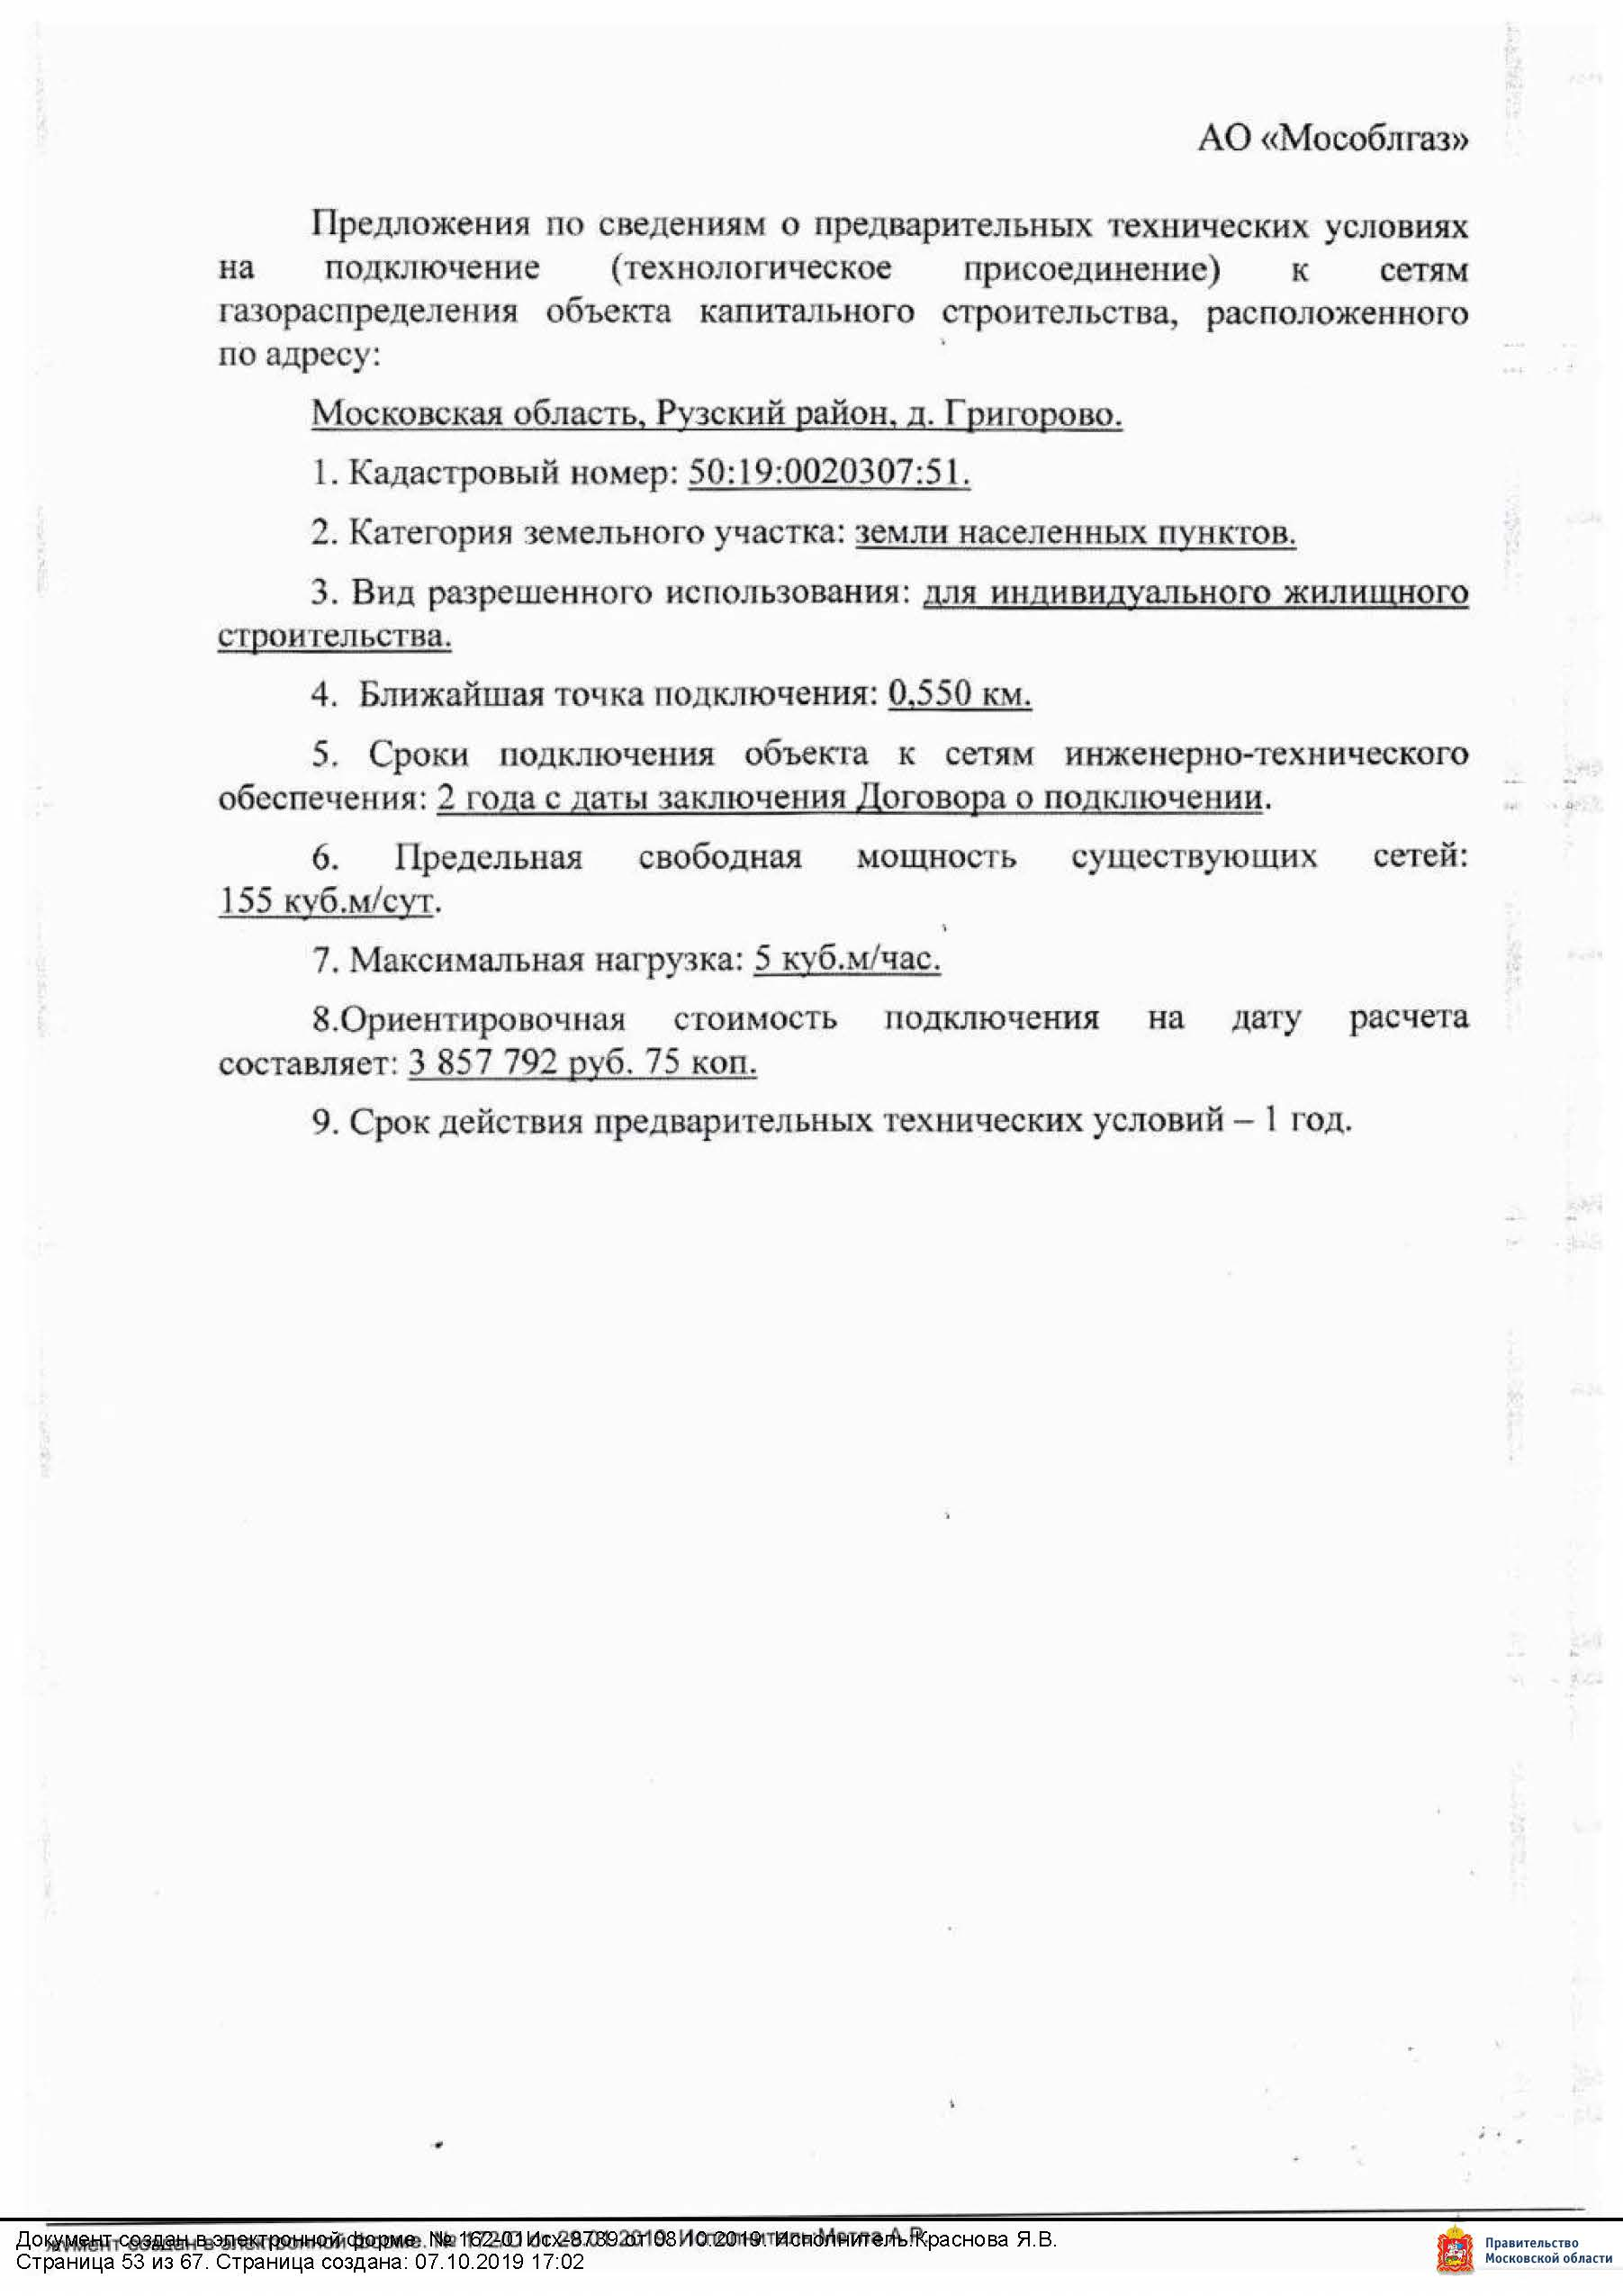 АО «Мособлгаз»
Предложения по сведениям о предварительных технических условиях
на подключение (технологическое присоединение) к сетям
газораспределения объекта капитального строительства, расположенного
по адресу:
Московская область, Рузский район, д. Григорово.
1. Кадастровый номер: 50:19:0020307:51.
2. Категория земельного участка: земли населенных пунктов.
3. Вид разрешенного использования: для индивидуального жилищного
строительства.
4. Ближайшая точка подключения: 0,550 км.
5. Сроки подключения объекта к сетям инженерно-технического
обеспечения: 2 года с даты заключения Договора о подключении.
6. Предельная свободная мощность существующих сетей:
155 куб.м/сут.
7. Максимальная нагрузка: 5 куб.м/час.
8.Ориентировочная стоимость подключения на дату расчета
составляет: 3 857 792 руб. 75 коп.
9. Срок действия предварительных технических условий – 1 год.
Документ создан в электронной форме. № Исполнитель: Краснова Я.В.
Страница 53 из 67. Страница создана: 07.10.2019 17:02
Правительство
Московской области